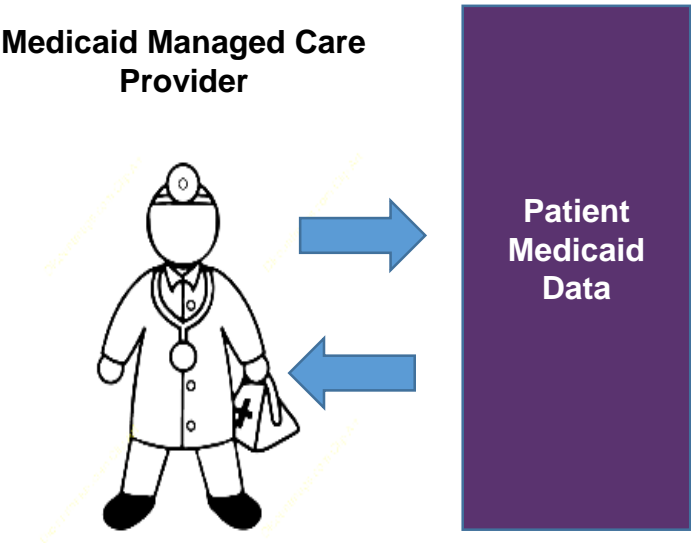 Medicaid Managed Care
Provider
Patient
Medicaid
Data